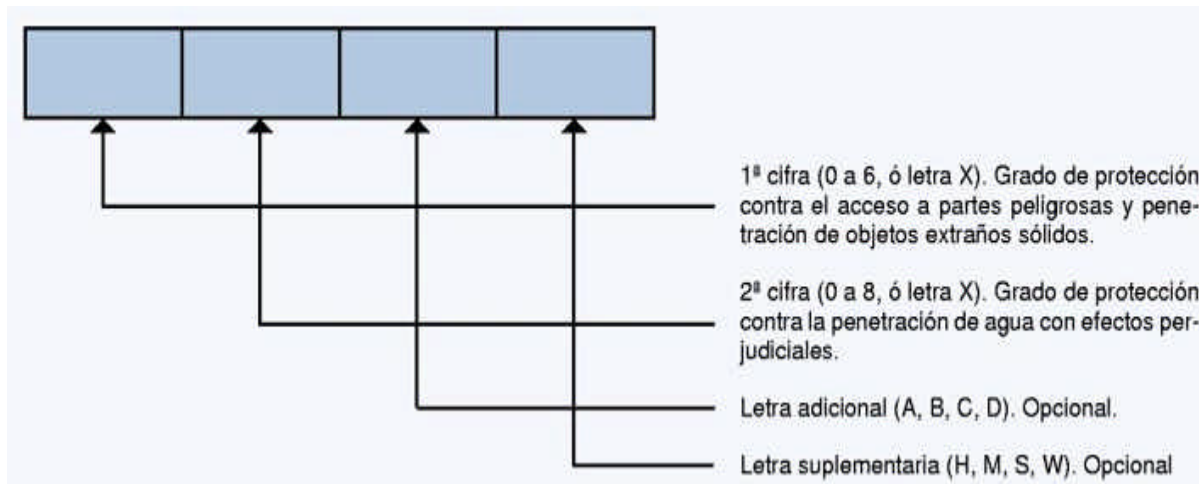 1ª cifra (0 a 6, ó letra X). Grado de protección
contra el acceso a partes peligrosas y pene-
tración de objetos extraños sólidos.
2ª cifra (0 a 8, ó letra X). Grado de protección
contra la penetración de agua con efectos per-
judiciales.
Letra adicional (A, B, C, D). Opcional.
Letra suplementaria (H, M, S, W). Opcional